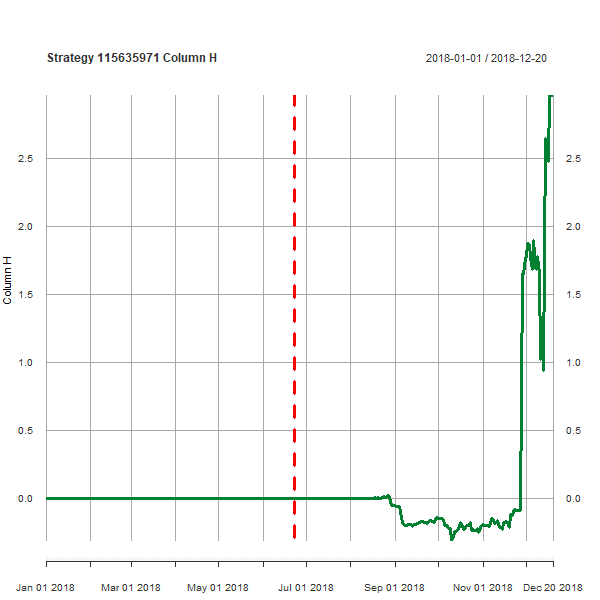 Strategy 115635971 Column H
2018-01-01 / 2018-12-20
Column H
2.5
2.5
2.0
2.0
1.5
1.5
1.0
1.0
0.5
0.5
0.0
0.0
Jan 01 2018
Mar 01 2018
May 01 2018
Jul 01 2018
Sep 01 2018
Nov 01 2018
Dec 20 2018